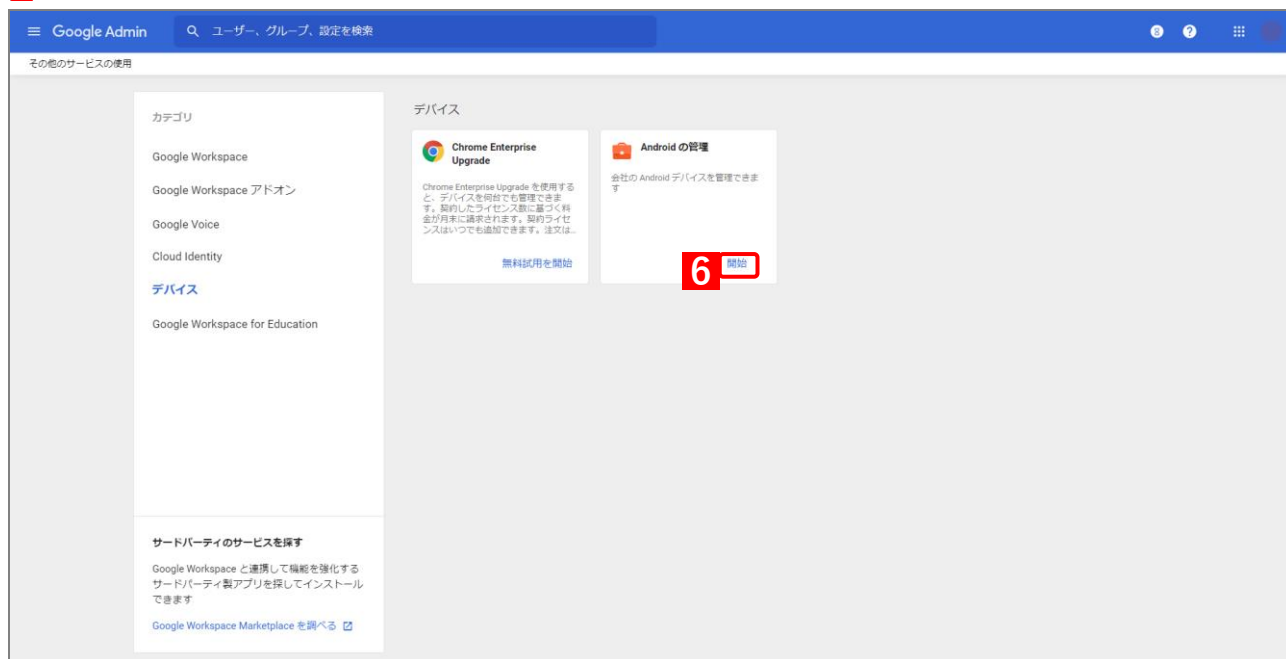 Google Admin
ユーザー、グループ、設定を検索
8
?
その他のサービスの使用
カテゴリ
Google Workspace
Google Workspace アドオン
Google Voice
Cloud Identity
デバイス
Google Workspace for Education
サードパーティのサービスを探す
Google Workspace と連携して機能を強化する
サードパーティ製アプリを探してインストール
できます
Google Workspace Marketplace を調べる
デバイス
Chrome Enterprise
Upgrade
Chrome Enterprise Upgrade を使用する
と、デバイスを何台でも管理できま
す。契約したライセンス数に基づく料
金が月末に請求されます。契約ライセ
ンスはいつでも追加できます。注文は...
無料試用を開始
Android の管理
会社の Android デバイスを管理できま
す
6
開始